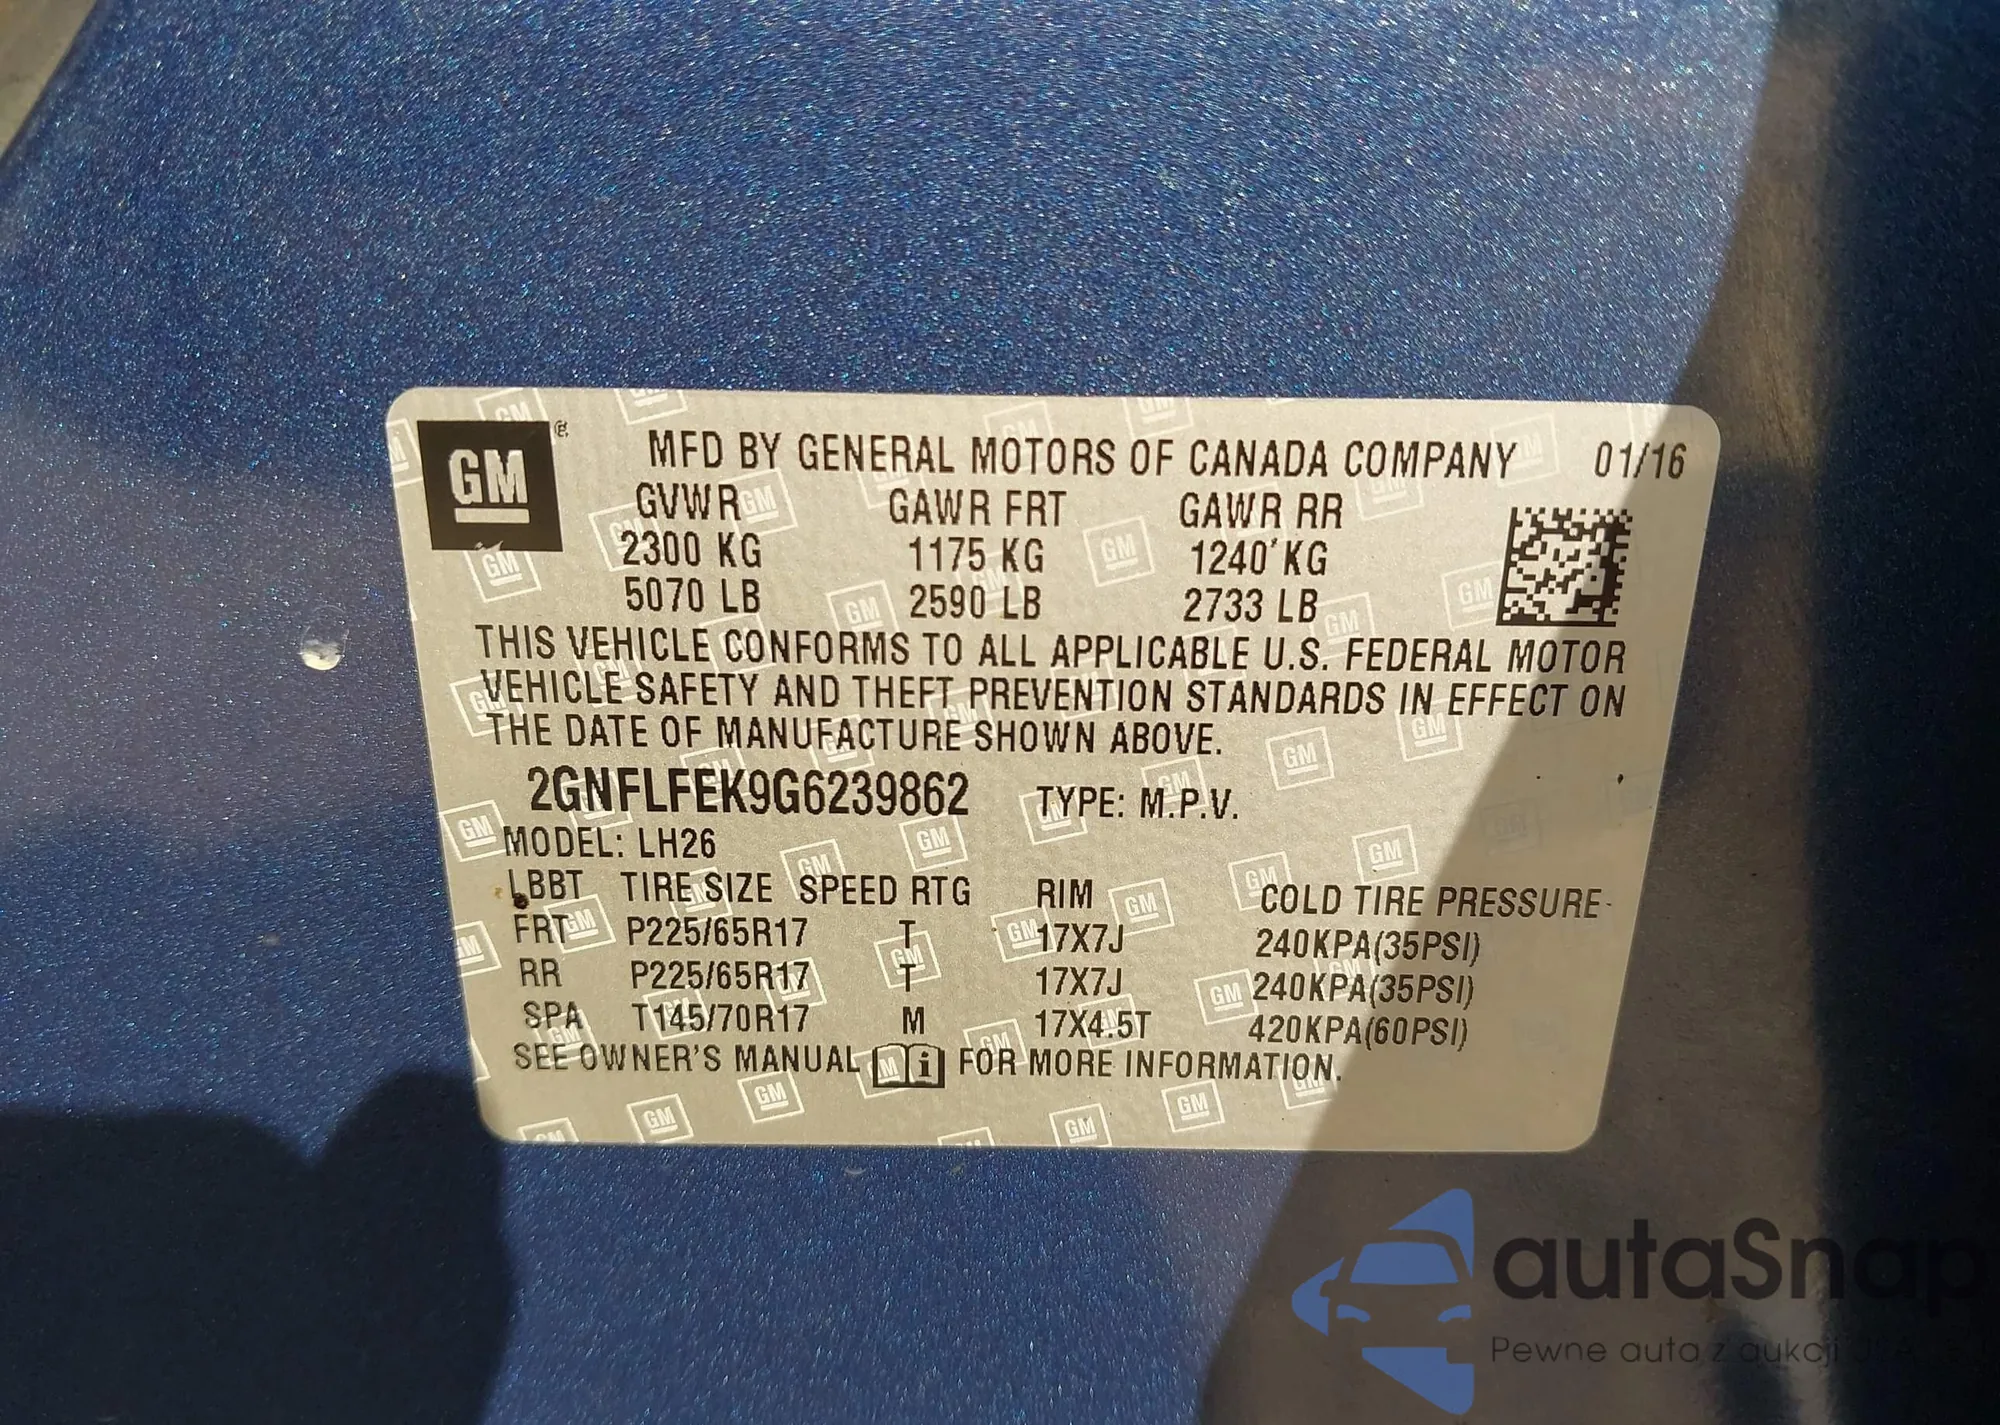 GM
MFD BY GENERAL MOTORS OF CANADA COMPANY 01/16
GVWR GAWR FRT GAWR RR
2300 KG 1175 KG 1240 KG
5070 LB 2590 LB 2733 LB
THIS VEHICLE CONFORMS TO ALL APPLICABLE U.S. FEDERAL MOTOR
VEHICLE SAFETY AND THEFT PREVENTION STANDARDS IN EFFECT ON
THE DATE OF MANUFACTURE SHOWN ABOVE.
2GNFLFEK9G6239862 TYPE: M.P.V.
MODEL: LH26
LBBT TIRE SIZE SPEED RTG RIM COLD TIRE PRESSURE
FRT P225/65R17 T 17X7J 240KPA(35PSI)
RR P225/65R17 T 17X7J 240KPA(35PSI)
SPA T145/70R17 M 17X4.5T 420KPA(60PSI)
SEE OWNER'S MANUAL i FOR MORE INFORMATION.
autaSnap
Pewne auta z aukcji